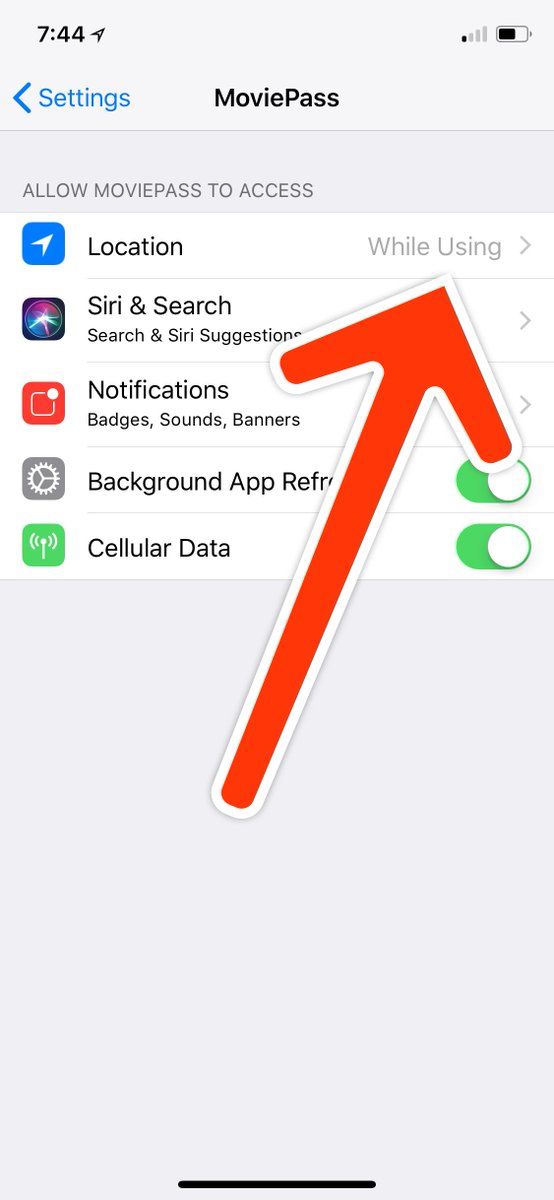 7:44
Settings
MoviePass
ALLOW MOVIEPASS TO ACCESS
Location While Using
Siri & Search
Search & Siri Suggestions
Notifications
Badges, Sounds, Banners
Background App Refr
Cellular Data